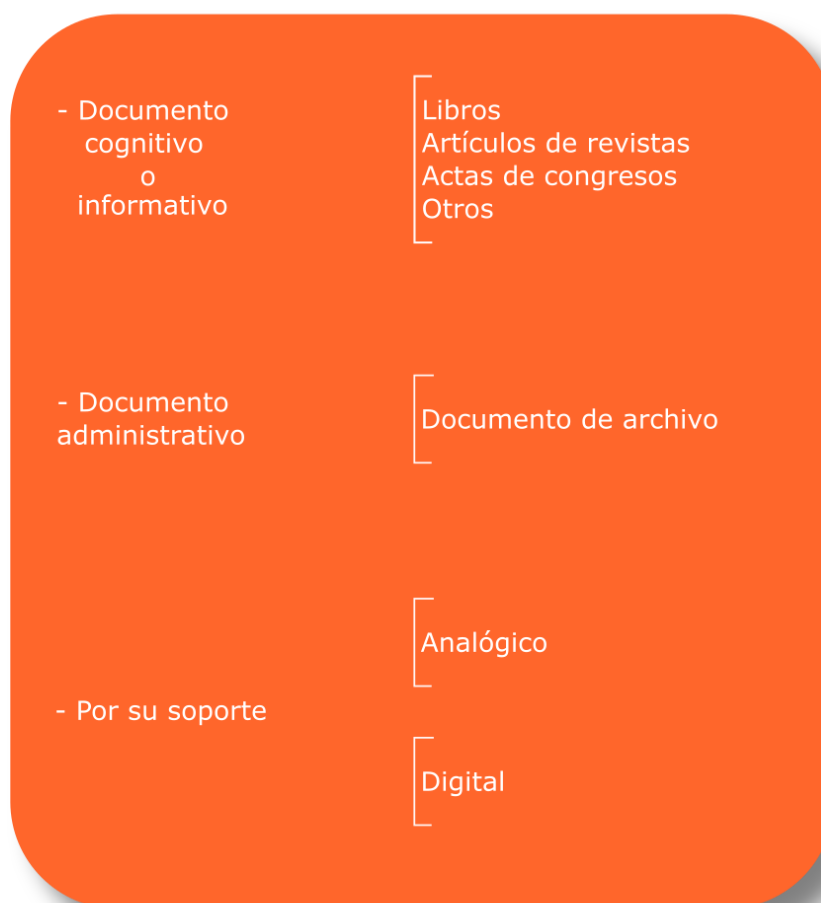 - Documento
cognitivo
o
informativo
Libros
Artículos de revistas
Actas de congresos
Otros
- Documento
administrativo
Documento de archivo
- Por su soporte
Analógico
Digital